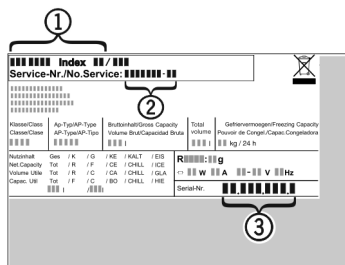 1
Index /
Service-Nr./No.Service: -
2
Klasse/Class Ap-Typ/AP-Type Bruttoinhalt/Gross Capacity Total Gefriervermoegen/Freezing Capacity
Classe/Clase AP-Type/AP-Tipo Volume Brut/Capacidad Bruta volume Pouvoir de Congel./Capac.Congeladora
l l kg / 24 h
Nutzinhalt Ges / K / G / KE / KALT / EIS
Net Capacity Tot / R / F / CE / CHILL / ICE
Volume Utile Tot / R / C / CA / CHILL / GLA
Capac. Util Tot / F / C / BO / CHILL / HIE
l / l
R : g
W A - V Hz
Serial-Nr. . . .
3